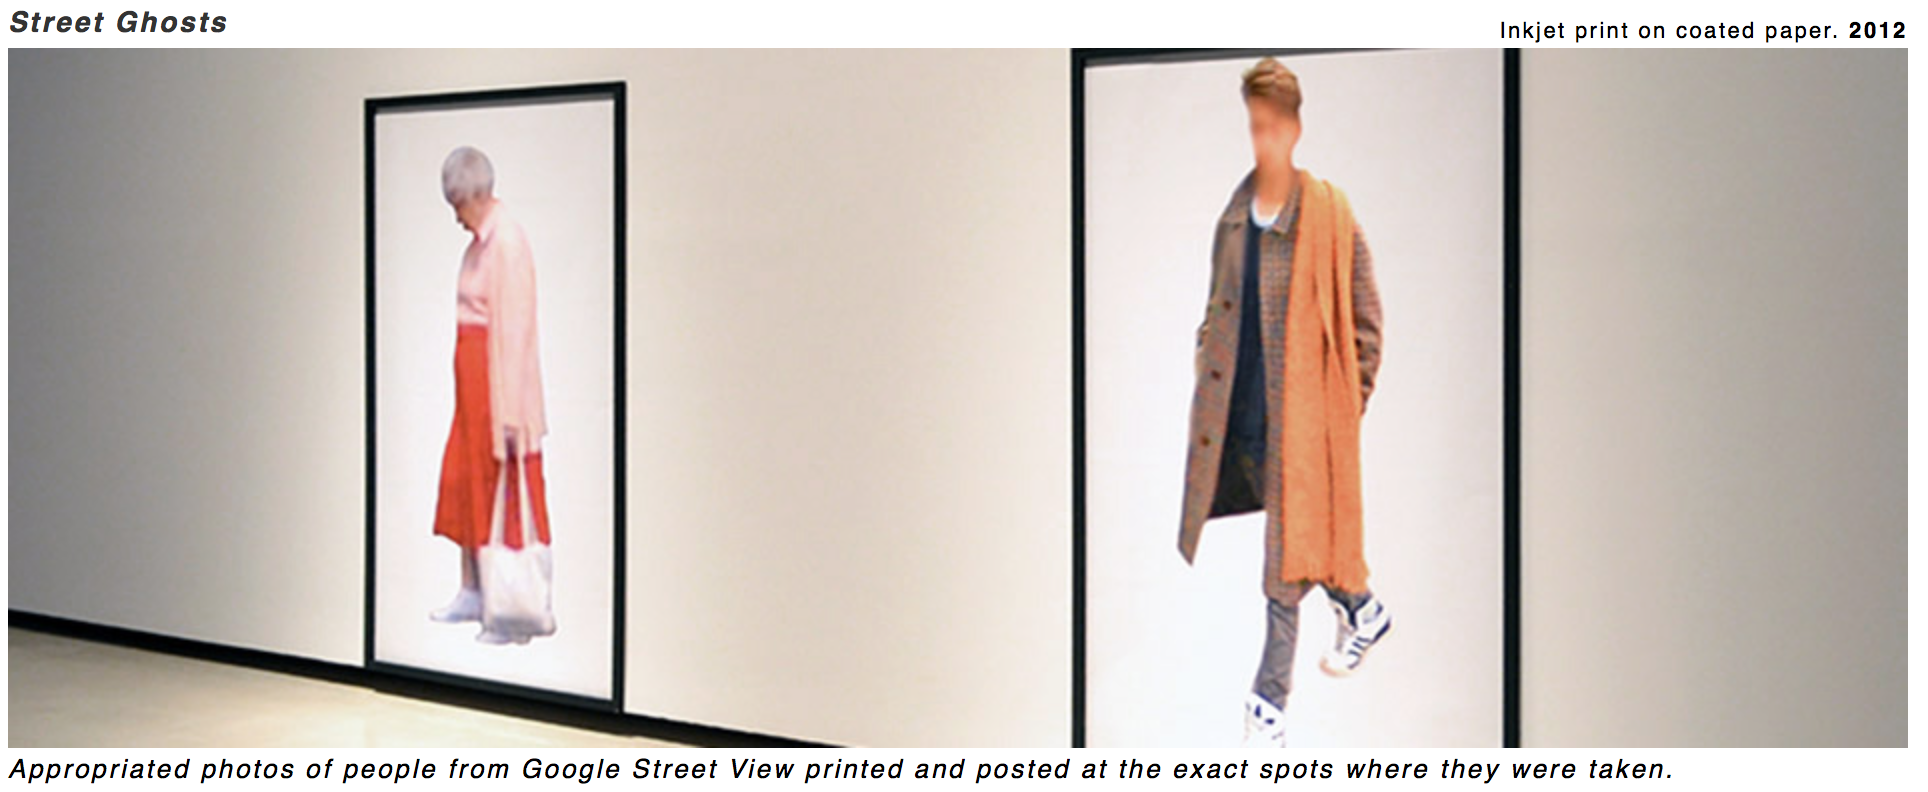 Street Ghosts
Inkjet print on coated paper. 2012
Appropriated photos of people from Google Street View printed and posted at the exact spots where they were taken.